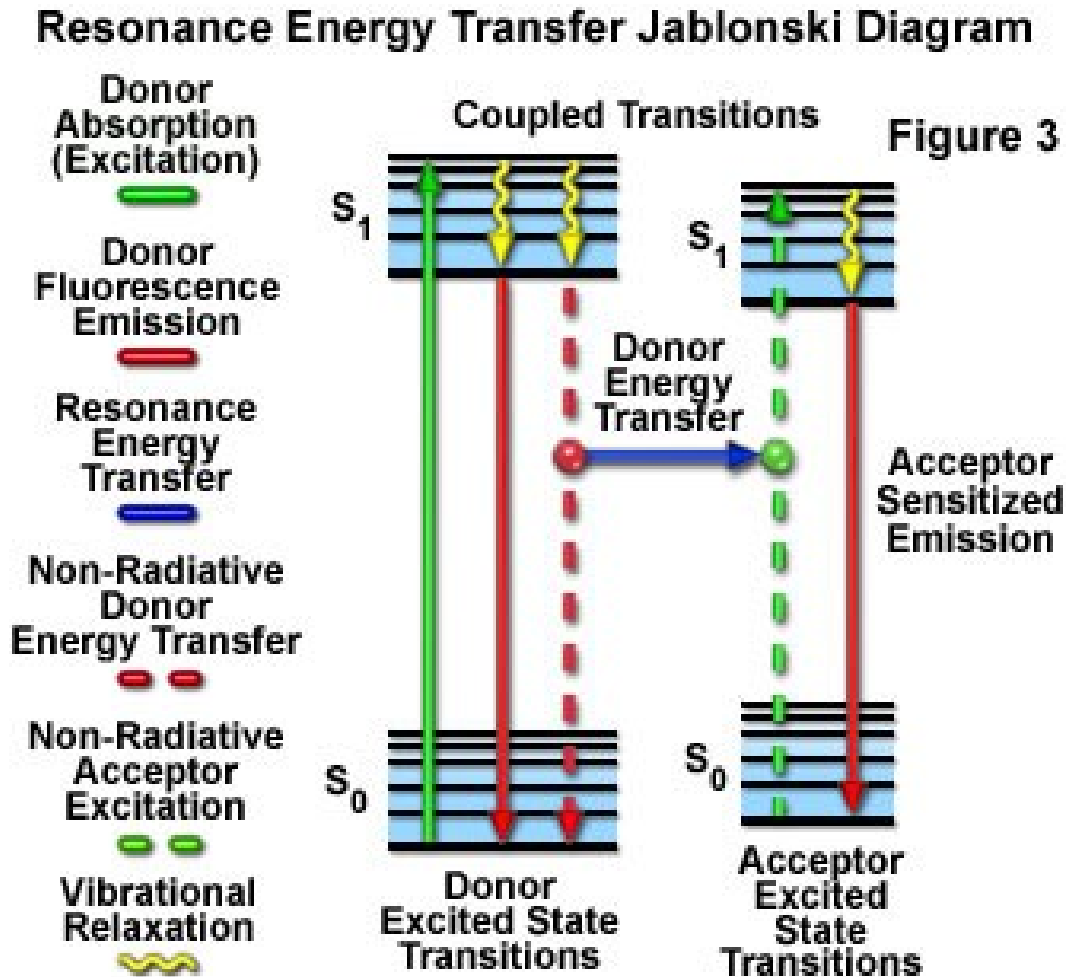 Resonance Energy Transfer Jablonski Diagram
Donor
Absorption
(Excitation)
Donor
Fluorescence
Emission
Resonance
Energy
Transfer
Non-Radiative
Donor
Energy Transfer
Non-Radiative
Acceptor
Excitation
Vibrational
Relaxation
Coupled Transitions
Figure 3
S1
S1
Donor
Energy
Transfer
Acceptor
Sensitized
Emission
S0
S0
Donor
Excited State
Transitions
Acceptor
Excited
State
Transitions